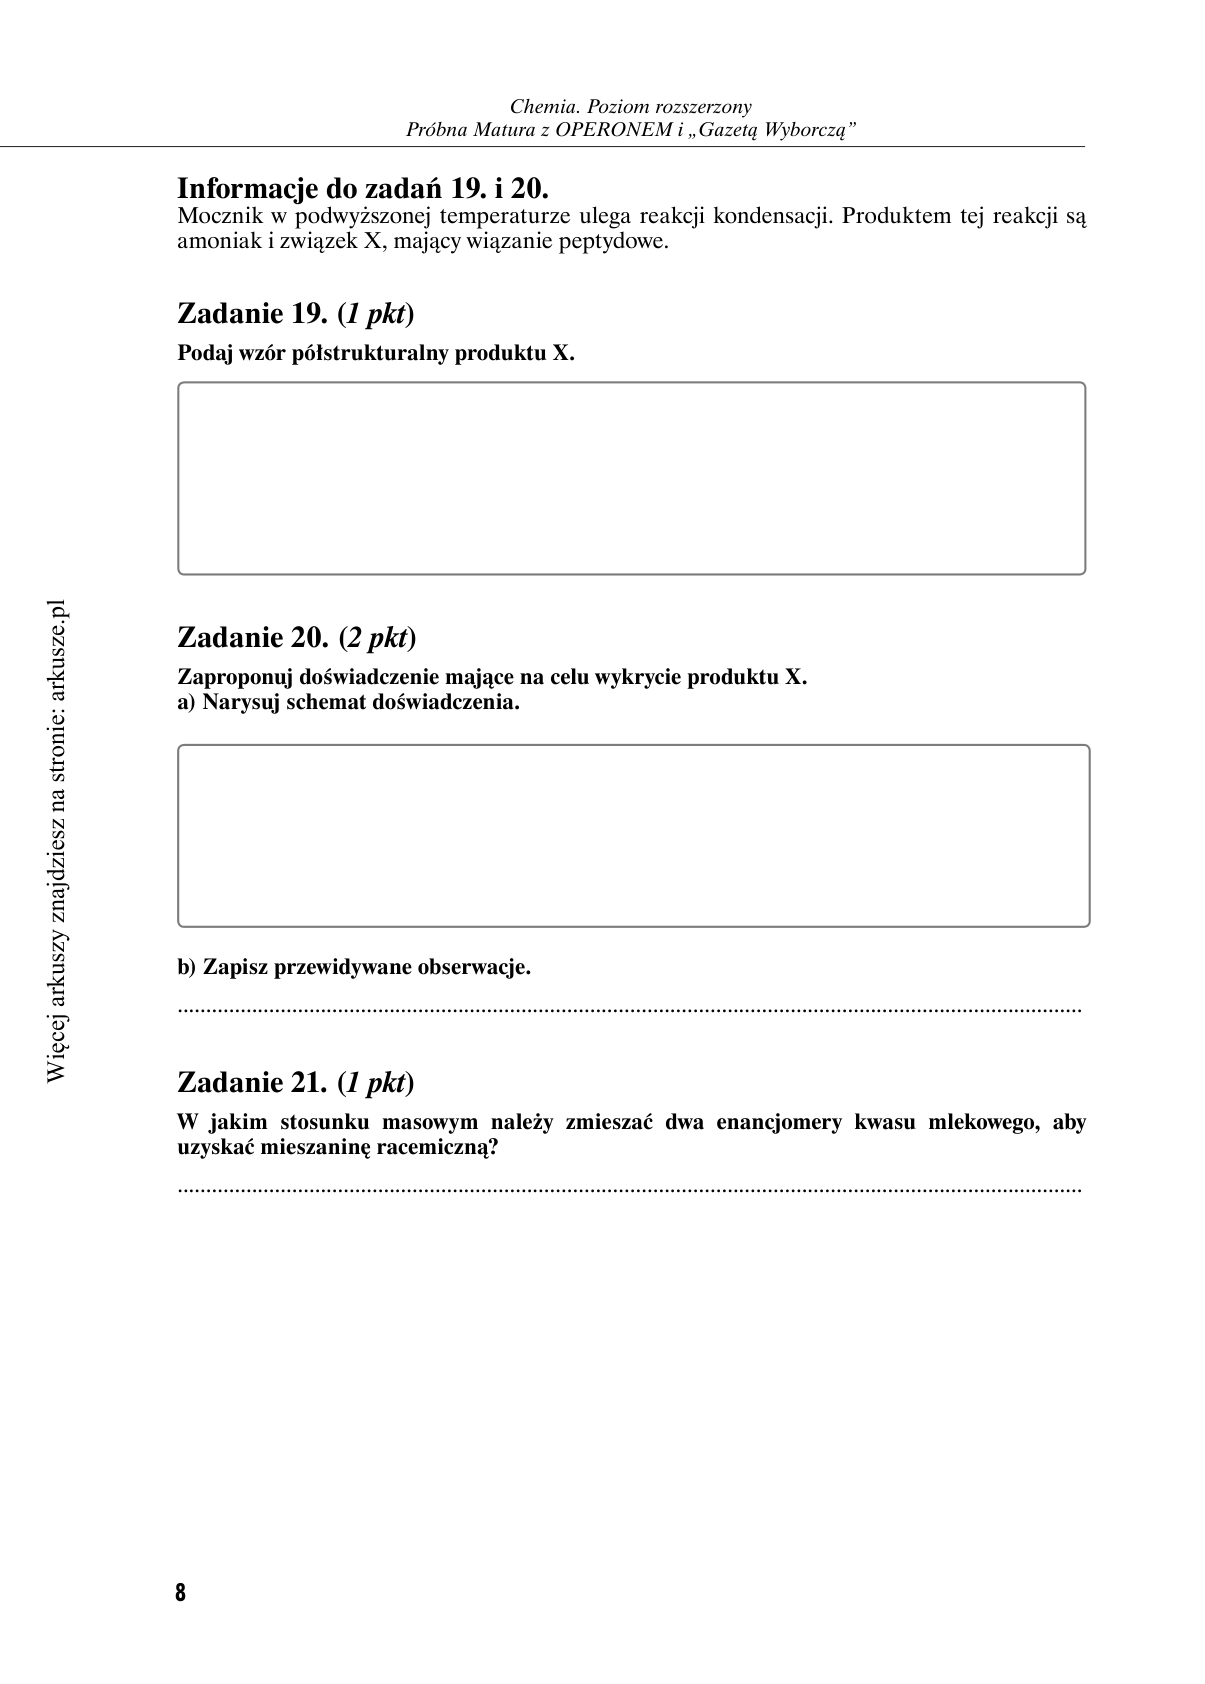 Chemia. Poziom rozszerzony
Próbna Matura z OPERONEM i „Gazetą Wyborczą”
Informacje do zadań 19. i 20.
Mocznik w podwyższonej temperaturze ulega reakcji kondensacji. Produktem tej reakcji są
amoniak i związek X, mający wiązanie peptydowe.
Zadanie 19. (1 pkt)
Podaj wzór półstrukturalny produktu X.
Zadanie 20. (2 pkt)
Zaproponuj doświadczenie mające na celu wykrycie produktu X.
a) Narysuj schemat doświadczenia.
b) Zapisz przewidywane obserwacje.
Zadanie 21. (1 pkt)
W jakim stosunku masowym należy zmieszać dwa enancjomery kwasu mlekowego, aby
uzyskać mieszaninę racemiczną?
Więcej arkuszy znajdziesz na stronie: arkusze.pl
8